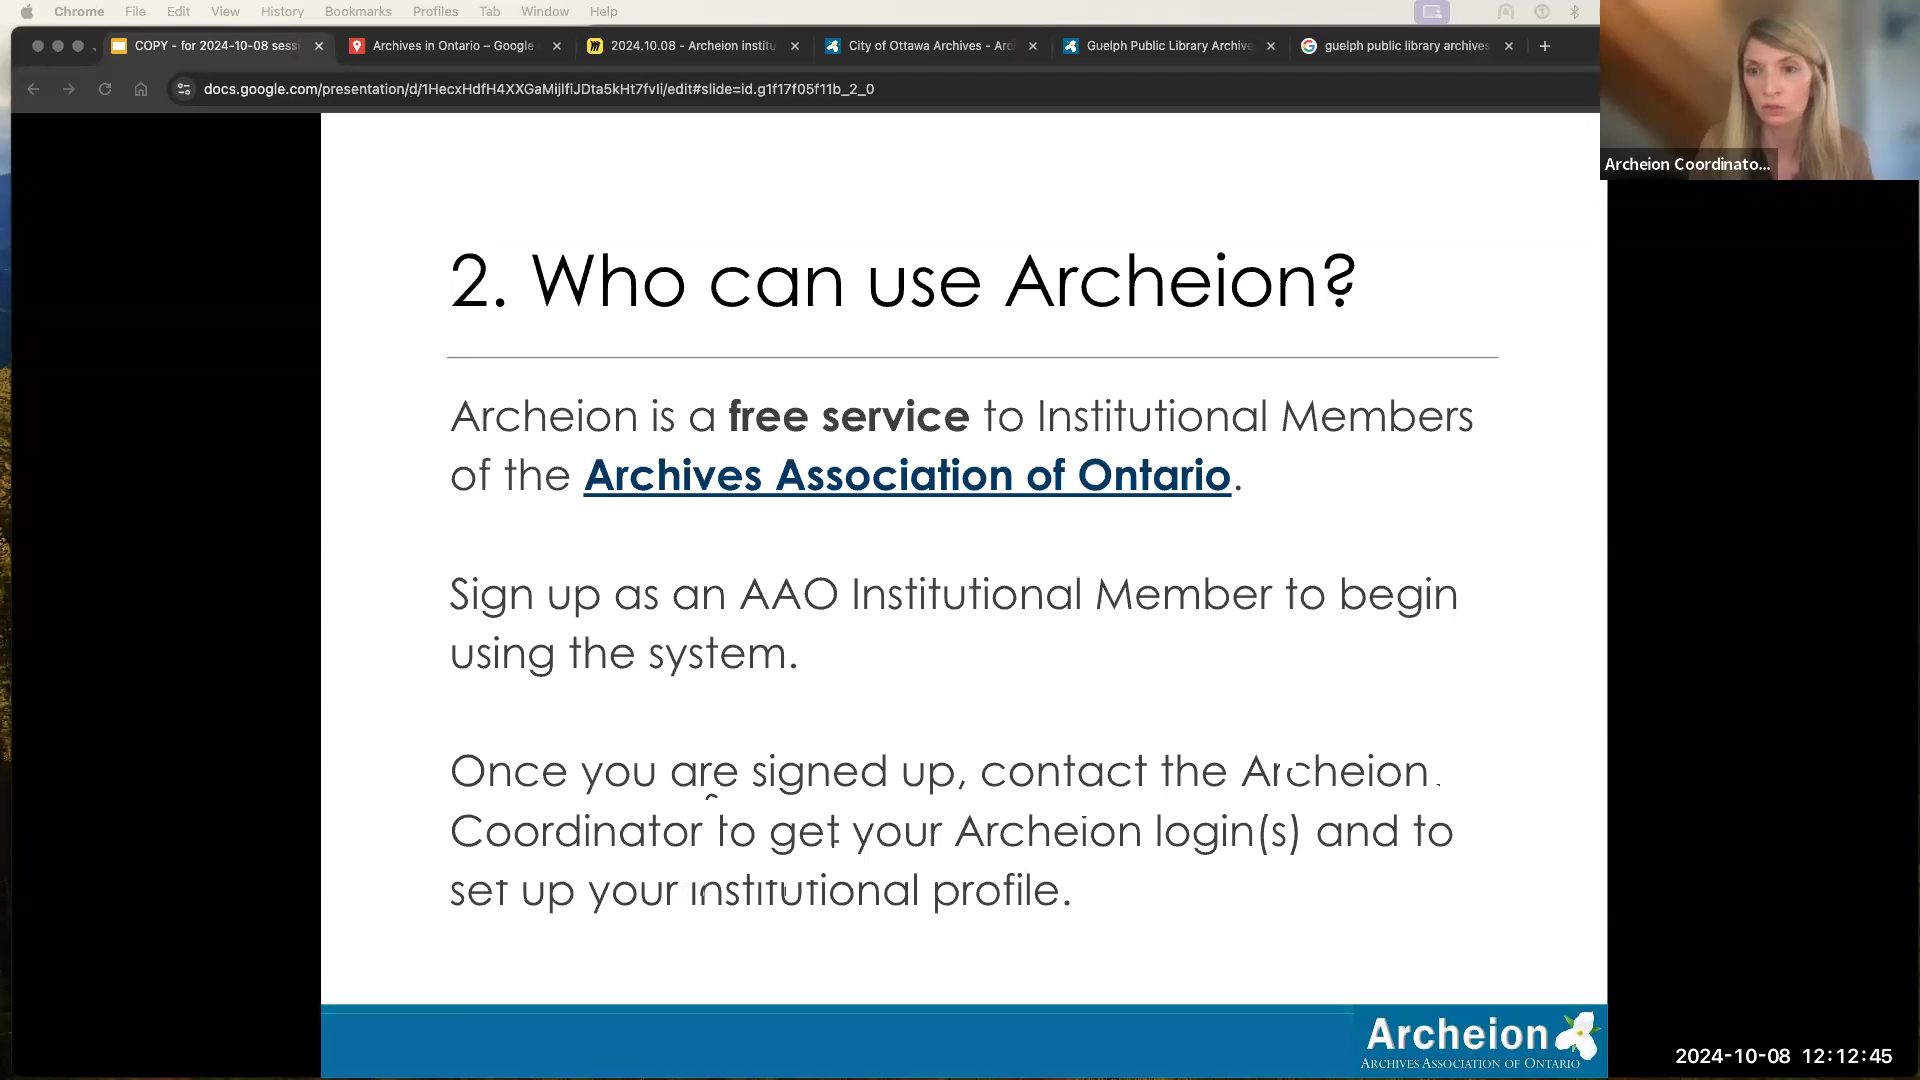 Chrome File Edit View History Bookmarks Profiles Tab Window Help
COPY - for 2024-10-08 sessi
Archives in Ontario – Google
2024.10.08 - Archeion institu
City of Ottawa Archives - Arc
Guelph Public Library Archive
guelph public library archives
docs.google.com/presentation/d/1HecxHdfH4XXGaMijlfiJDta5kHt7fvIi/edit#slide=id.g1f17f05f11b_2_0
Archeion Coordinato...
2. Who can use Archeion?
Archeion is a free service to Institutional Members
of the Archives Association of Ontario.
Sign up as an AAO Institutional Member to begin
using the system.
Once you are signed up, contact the Archeion
Coordinator to get your Archeion login(s) and to
set up your institutional profile.
Archeion
ARCHIVES ASSOCIATION OF ONTARIO
2024-10-08 12:12:45